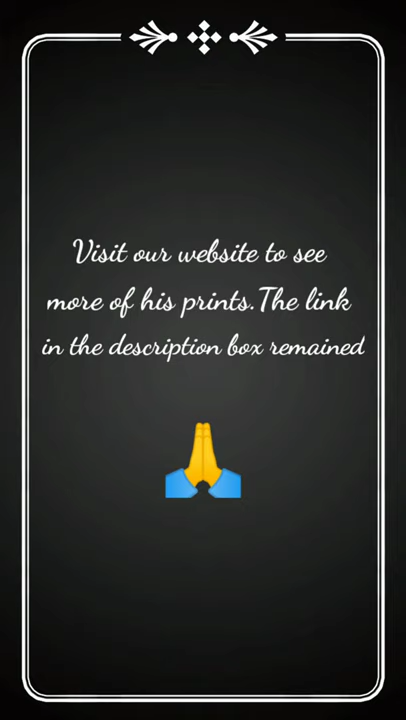 Visit our website to see
more of his prints.The link
in the description box remained